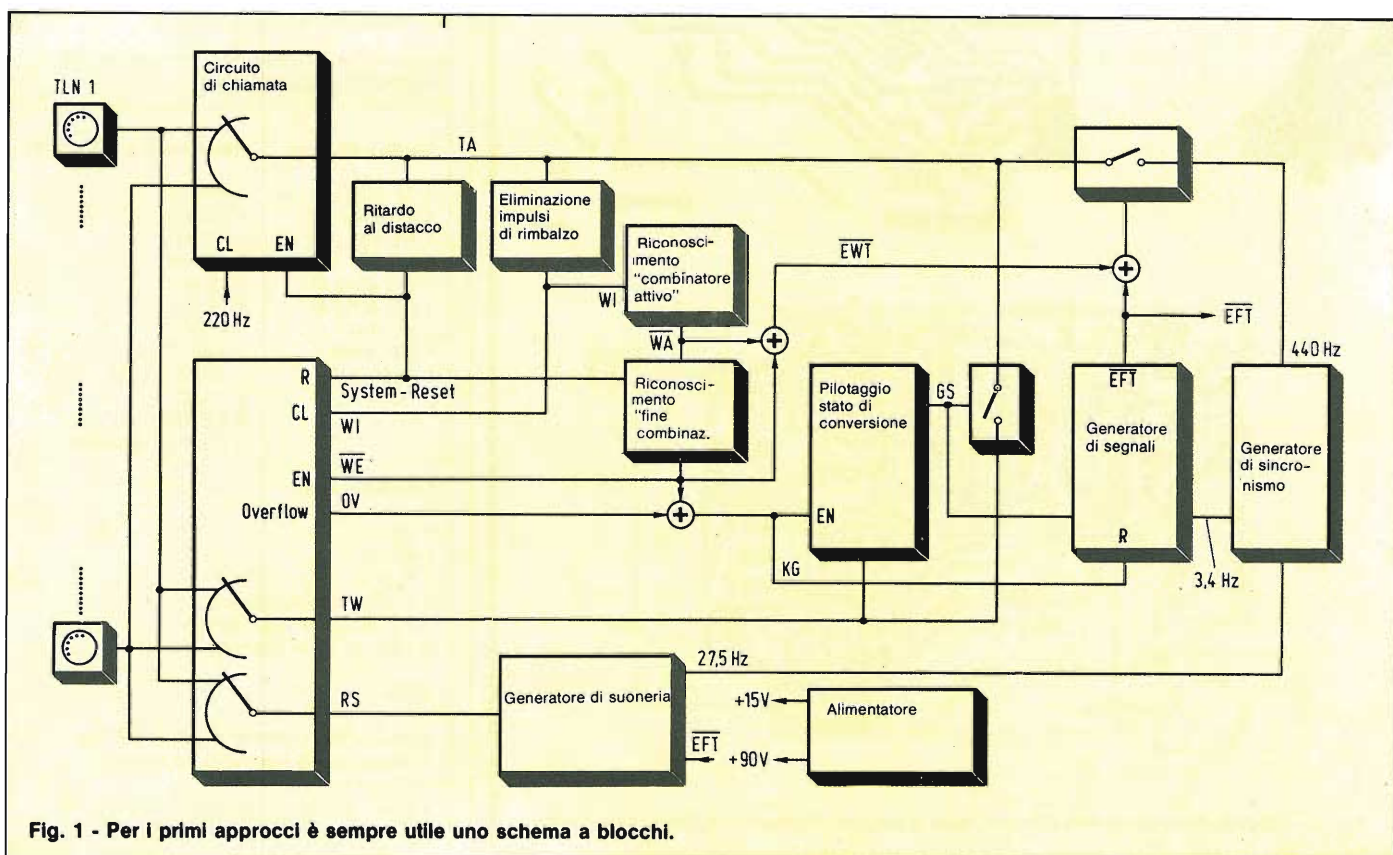 TLN 1
Circuito
di chiamata
CL
EN
220 Hz
TA
Ritardo
al distacco
Eliminazione
impulsi
di rimbalzo
WI
Riconosci-
mento
"combinatore
attivo"
WA
EWT
EFT
440 Hz
R
System-Reset
CL
WI
EN
WE
Overflow
OV
Riconosci-
mento
"fine
combinaz.
Pilotaggio
stato di
conversione
EN
GS
KG
EFT
Generatore
di segnali
R
3,4 Hz
Generatore
di sincro-
nismo
TW
RS
Generatore di suoneria
27,5 Hz
EFT
+15V
+90V
Alimentatore
Fig. 1 - Per i primi approcci è sempre utile uno schema a blocchi.